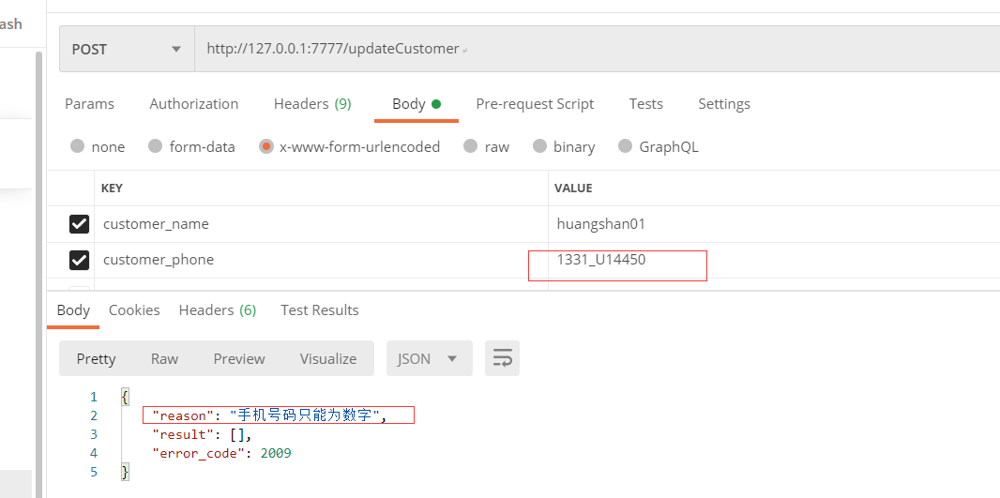 ash
POST http://127.0.0.1:7777/updateCustomer
Params Authorization Headers (9) Body Pre-request Script Tests Settings
none form-data x-www-form-urlencoded raw binary GraphQL
KEY VALUE
customer_name huangshan01
customer_phone 1331_U14450
Body Cookies Headers (6) Test Results
Pretty Raw Preview Visualize JSON
1 {
2 "reason": "手机号码只能为数字",
3 "result": [],
4 "error_code": 2009
5 }